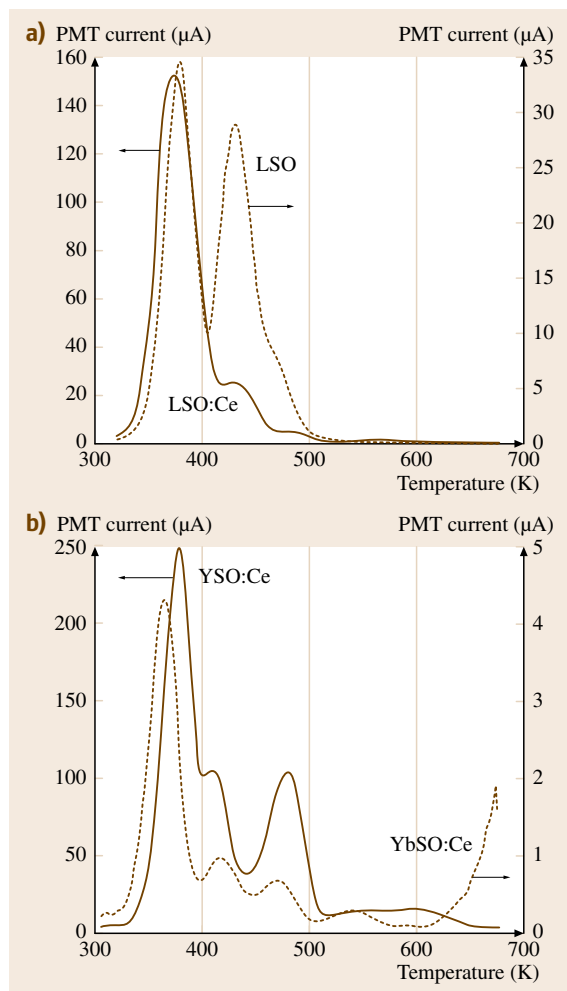 a) PMT current (µA) PMT current (µA)
160 35
140 30
120 25
LSO
100 20
80 15
60 10
40
LSO:Ce
20 5
0 0
300 400 500 600 700
Temperature (K)
b) PMT current (µA) PMT current (µA)
250 5
YSO:Ce
200 4
150 3
100 2
YbSO:Ce
50 1
0 0
300 400 500 600 700
Temperature (K)